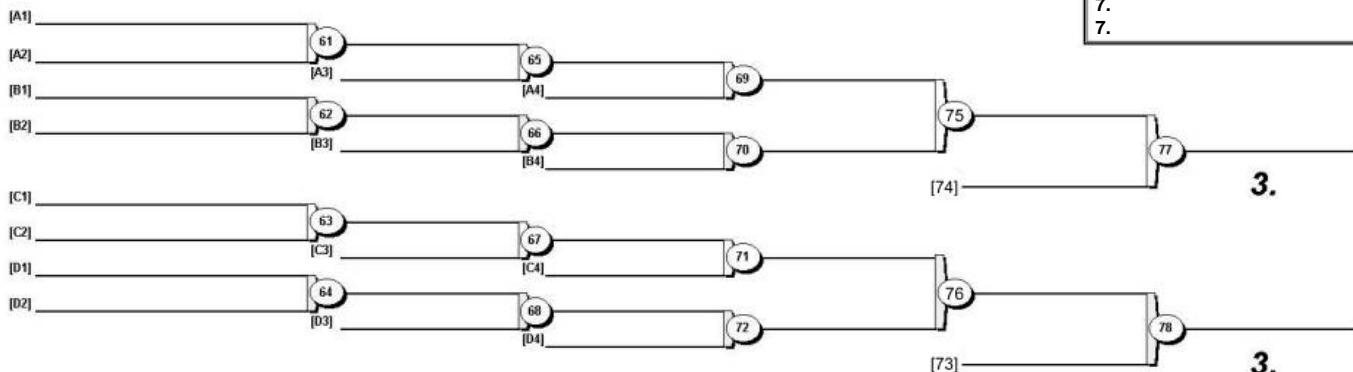 7.
7.
[A1]
61
[A2]
[A3]
65
[A4]
69
[B1]
62
[B2]
[B3]
66
[B4]
70
75
77
[74]
3.
[C1]
63
[C2]
[C3]
67
[C4]
71
[D1]
64
[D2]
[D3]
68
[D4]
72
76
78
[73]
3.